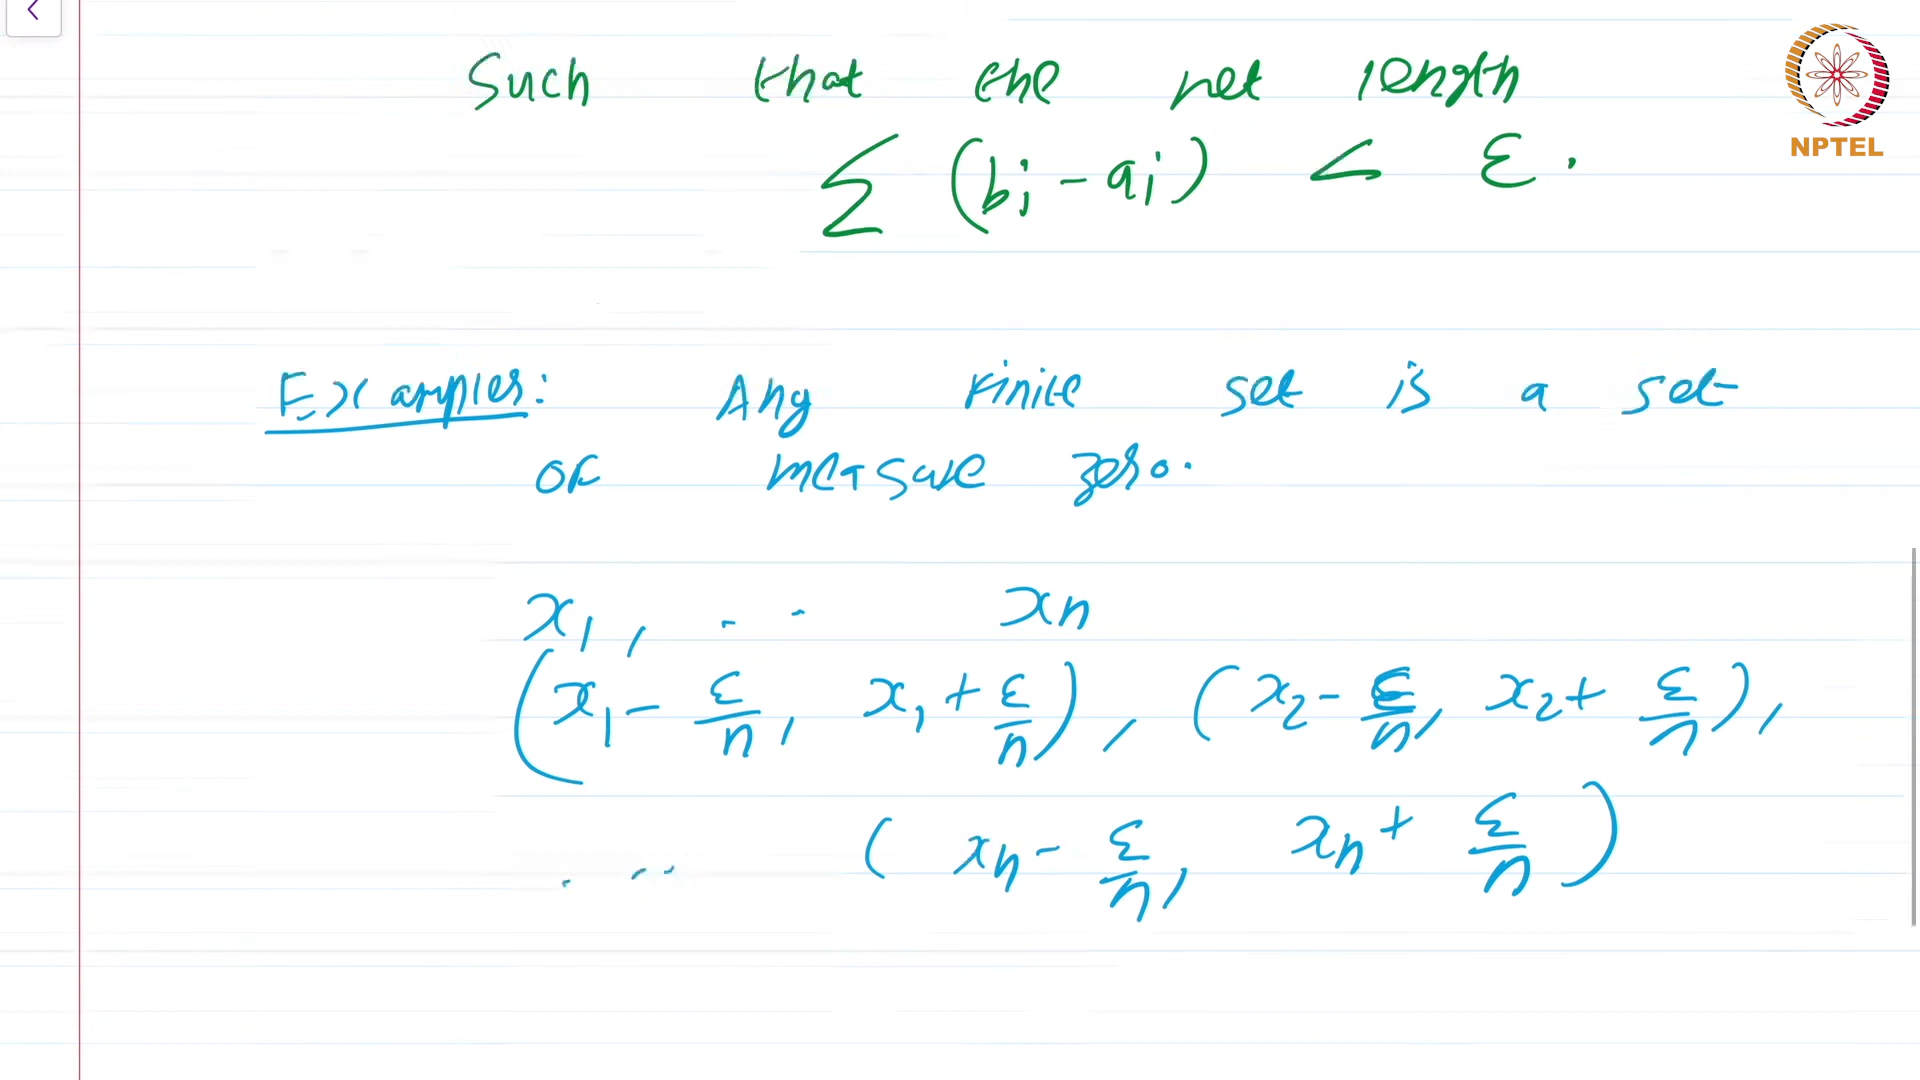 Such that the net length
∑ (bi - ai) < ε.
NPTEL
Examples: Any finite set is a set
of measure zero.
x1, .. xn
(x1 - ε/n, x1 + ε/n), (x2 - ε/n, x2 + ε/n),
... (xn - ε/n, xn + ε/n)